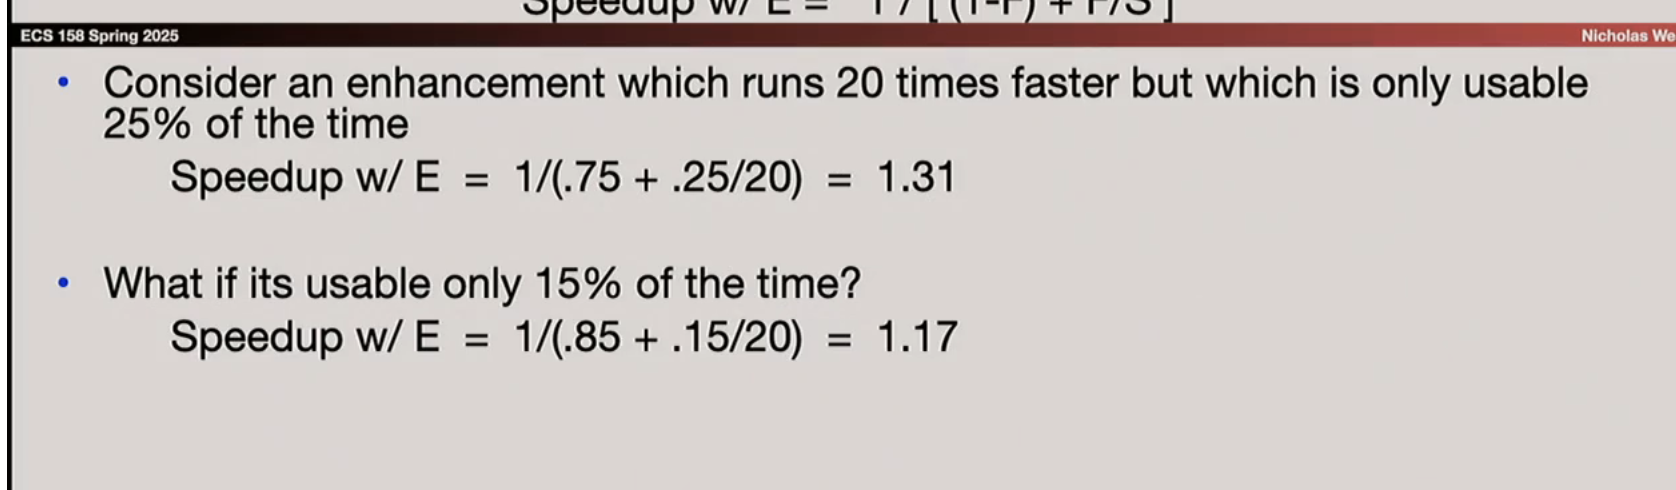 Speedup w/ E = 1 / [ (1-F) + F/S ]
ECS 158 Spring 2025
Nicholas We
• Consider an enhancement which runs 20 times faster but which is only usable
25% of the time
Speedup w/ E = 1/(.75 + .25/20) = 1.31
• What if its usable only 15% of the time?
Speedup w/ E = 1/(.85 + .15/20) = 1.17